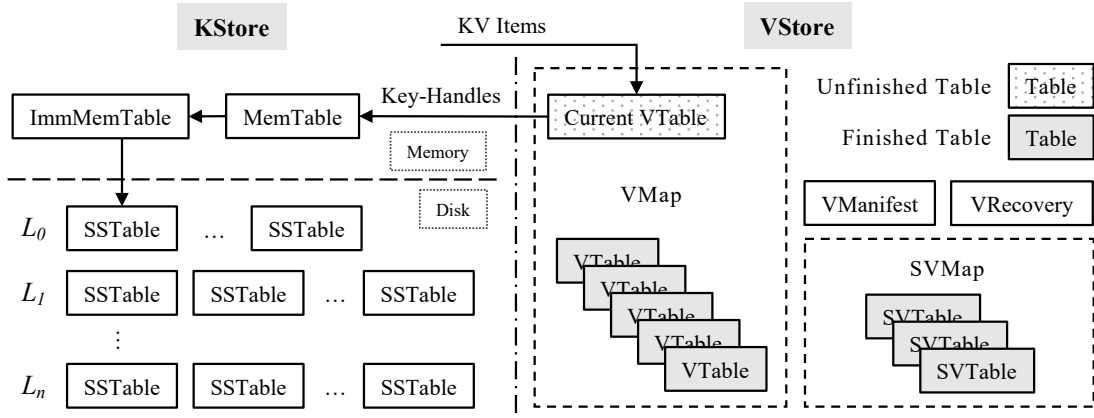 KStore
KV Items
VStore
Key-Handles
ImmMemTable
MemTable
Current VTable
Memory
Disk
L0 SSTable ... SSTable
L1 SSTable SSTable ... SSTable
⋮
Ln SSTable SSTable ... SSTable
VMap
VTable
VTable
VTable
VTable
VTable
Unfinished Table Table
Finished Table Table
VManifest VRecovery
SVMap
SVTable
SVTable
SVTable